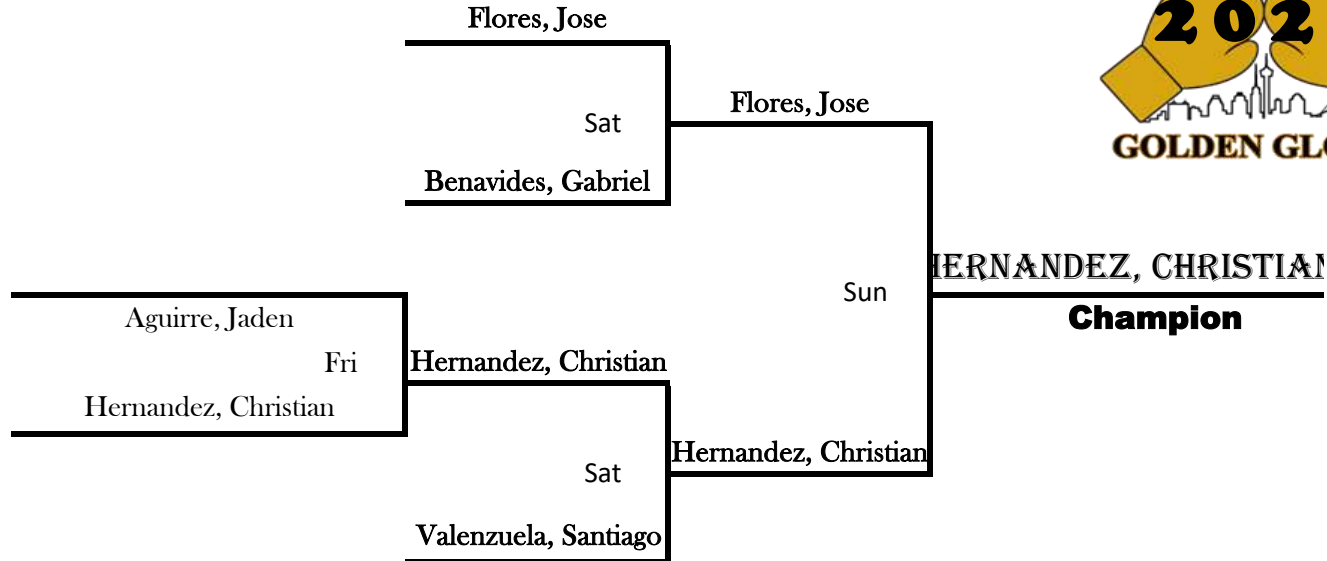 Flores, Jose
202
Flores, Jose
Sat
GOLDEN
Benavides, Gabriel
HERNANDEZ, CHRISTIAN
Sun
Champion
Aguirre, Jaden
Fri
Hernandez, Christian
Hernandez, Christian
Hernandez, Christian
Sat
Valenzuela, Santiago